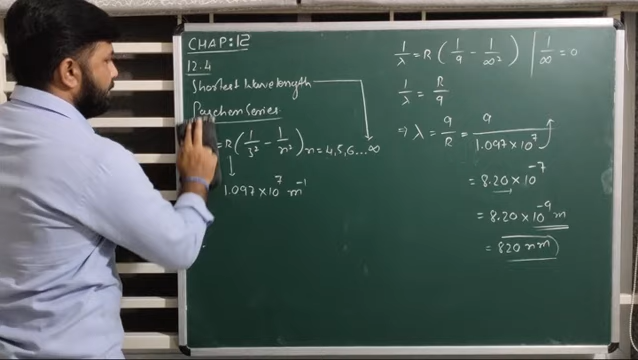 CHAP:12
12.4
Shortest Wavelength
Paschen Series
= R (1/3² - 1/n²) n = 4, 5, 6 ... ∞
1.097 × 10⁷ m⁻¹
1/λ = R (1/9 - 1/∞²) | 1/∞ = 0
1/λ = R/9
⇒ λ = 9/R = 9/1.097 × 10⁷
= 8.20 × 10⁻⁷
= 8.20 × 10⁻⁹ m
= 820 nm